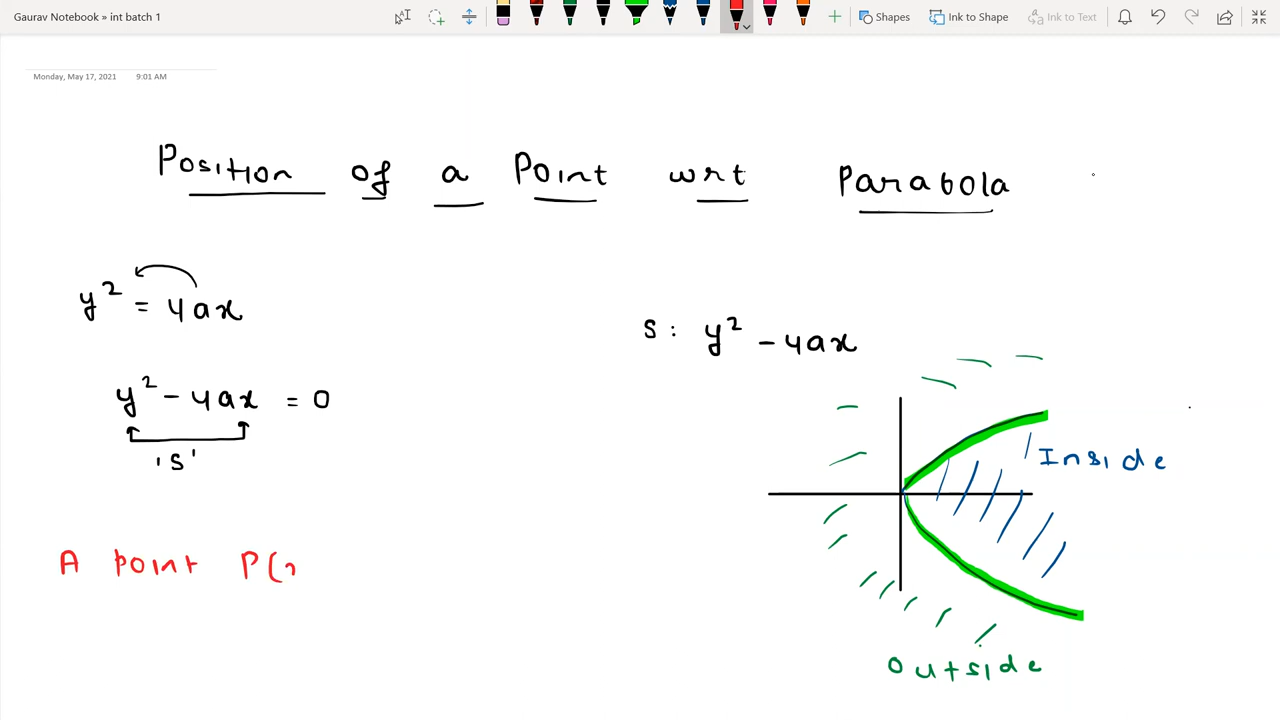 Gaurav Notebook » int batch 1
Shapes
Ink to Shape
Ink to Text
Monday, May 17, 2021 9:01 AM
Position of a Point wrt Parabola
y² = 4ax
S: y² - 4ax
y² - 4ax = 0
'S'
Inside
A point P(
Outside